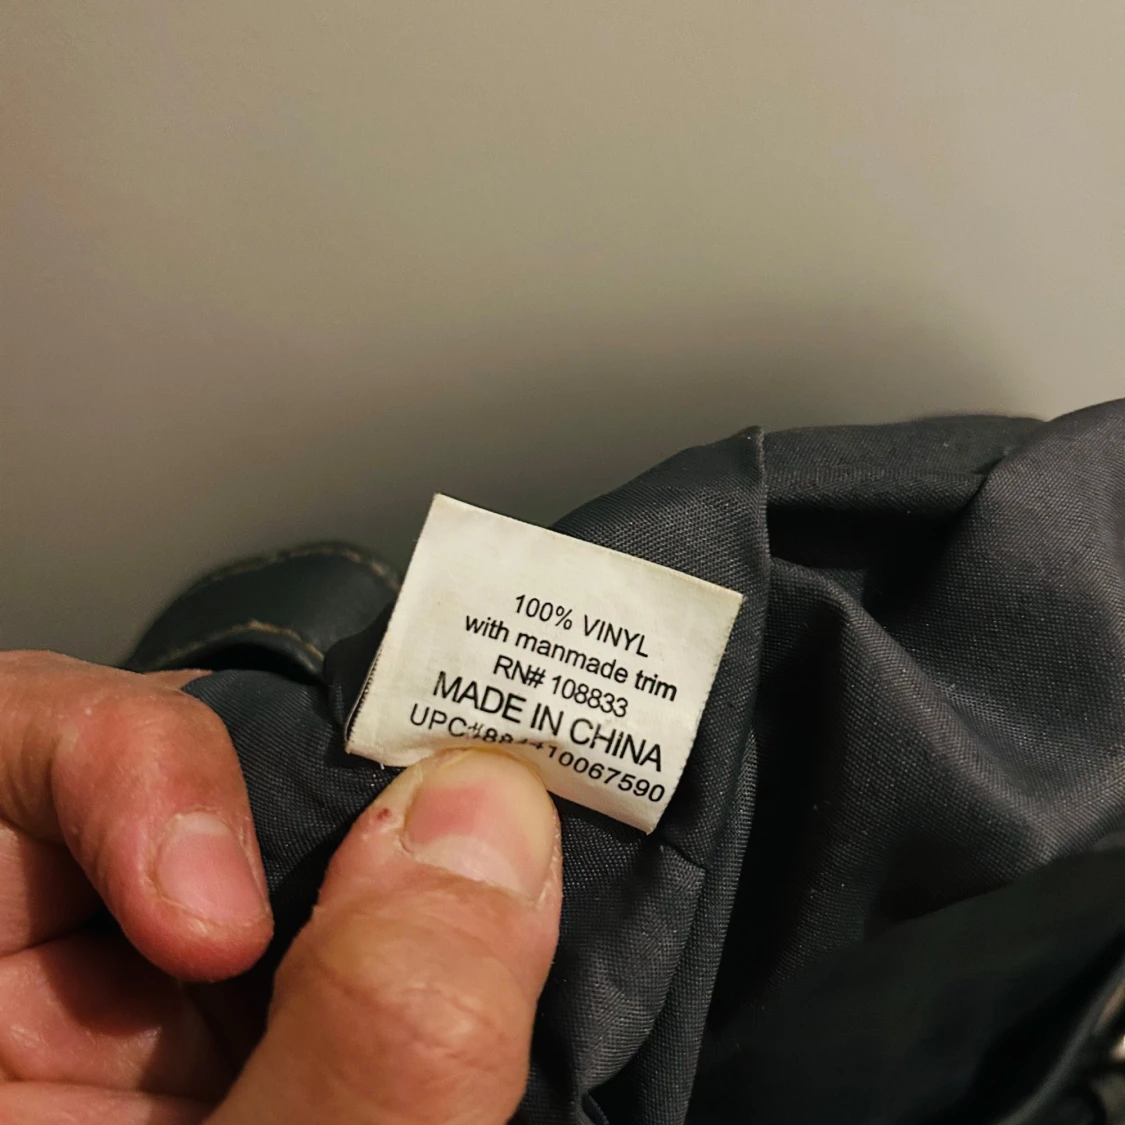 100% VINYL
with manmade trim
RN# 108833
MADE IN CHINA